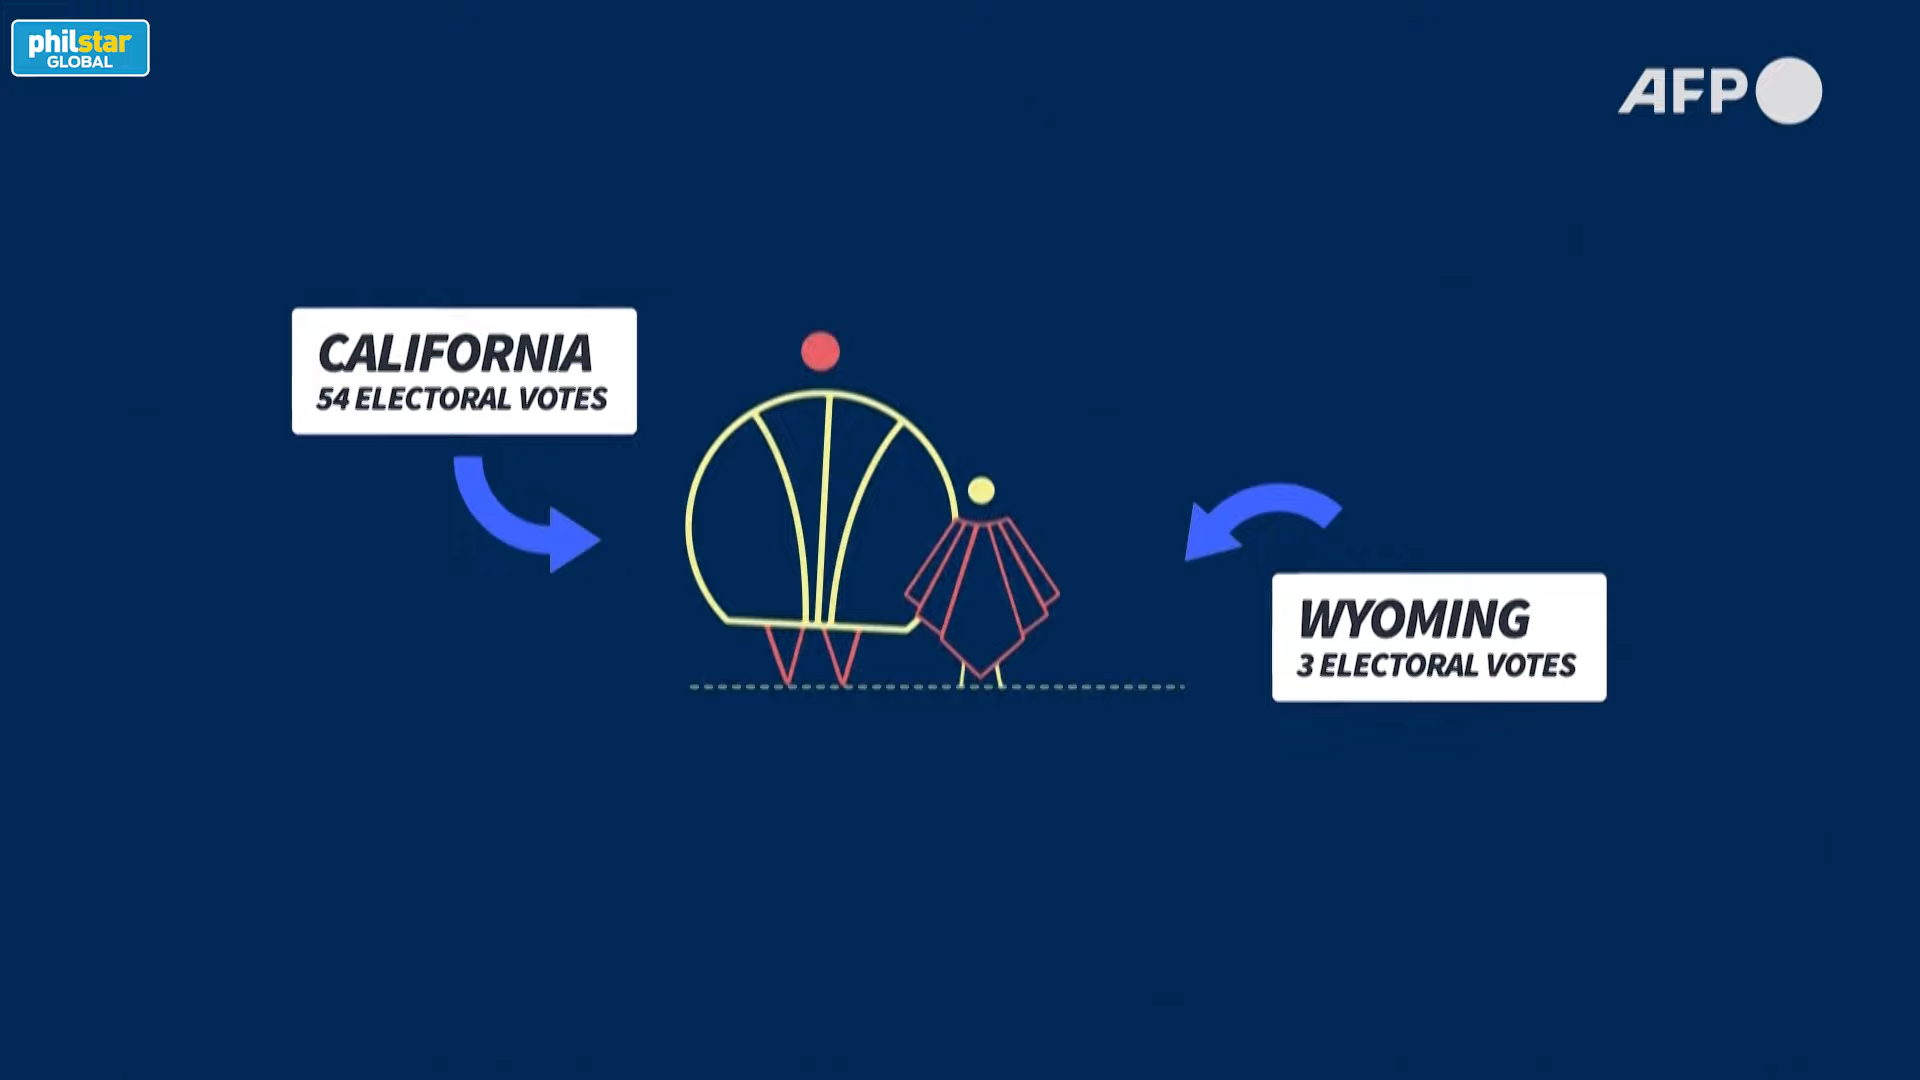 philstar
GLOBAL
AFP
CALIFORNIA
54 ELECTORAL VOTES
WYOMING
3 ELECTORAL VOTES